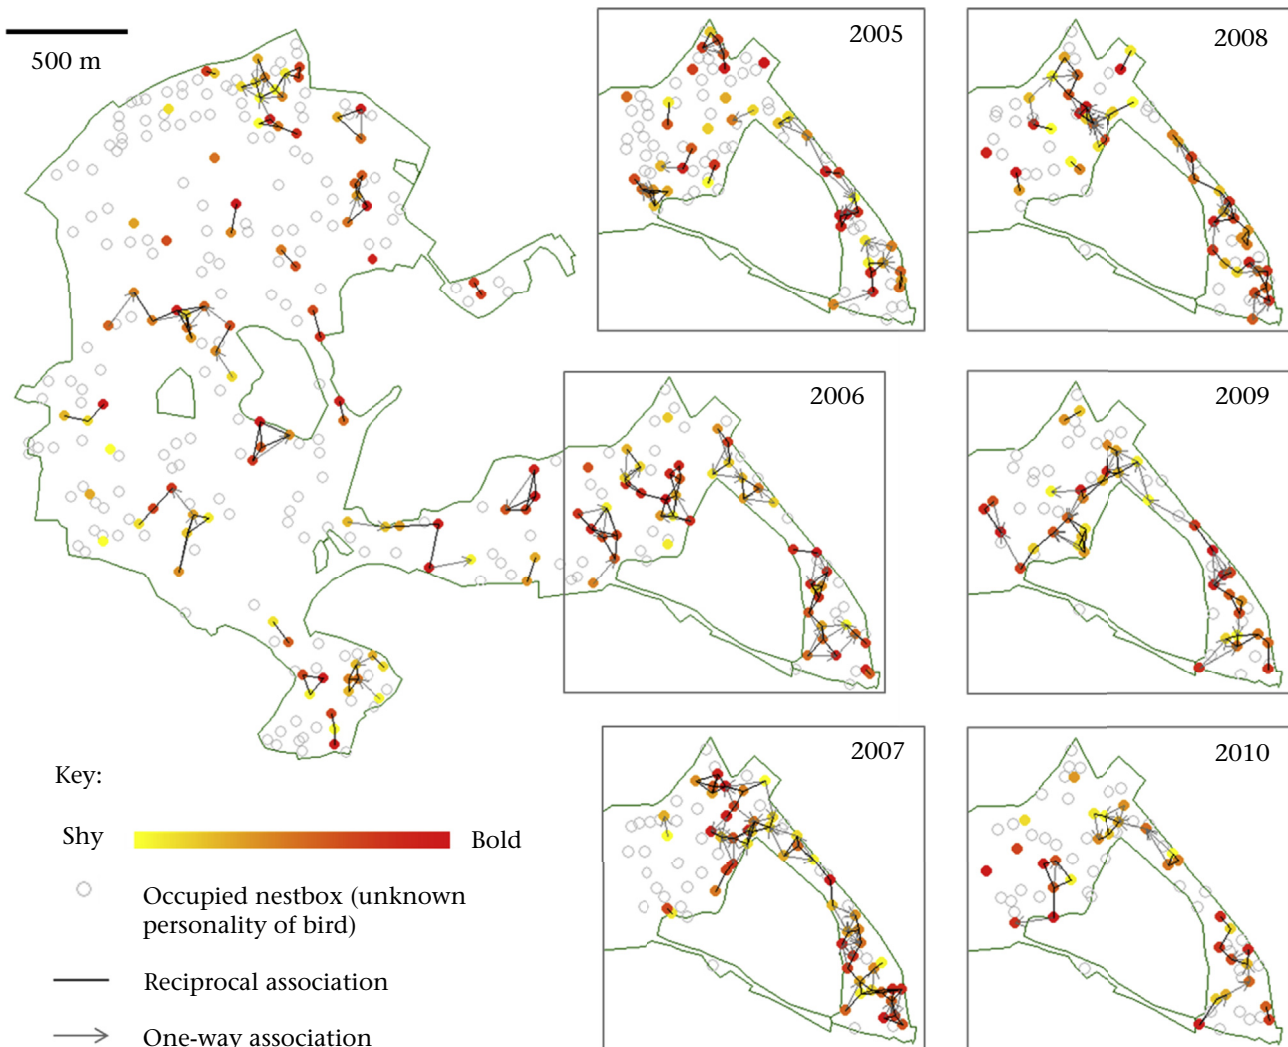 500 m
2005
2008
2006
2009
2007
2010
Key:
Shy
Bold
Occupied nestbox (unknown
personality of bird)
Reciprocal association
One-way association